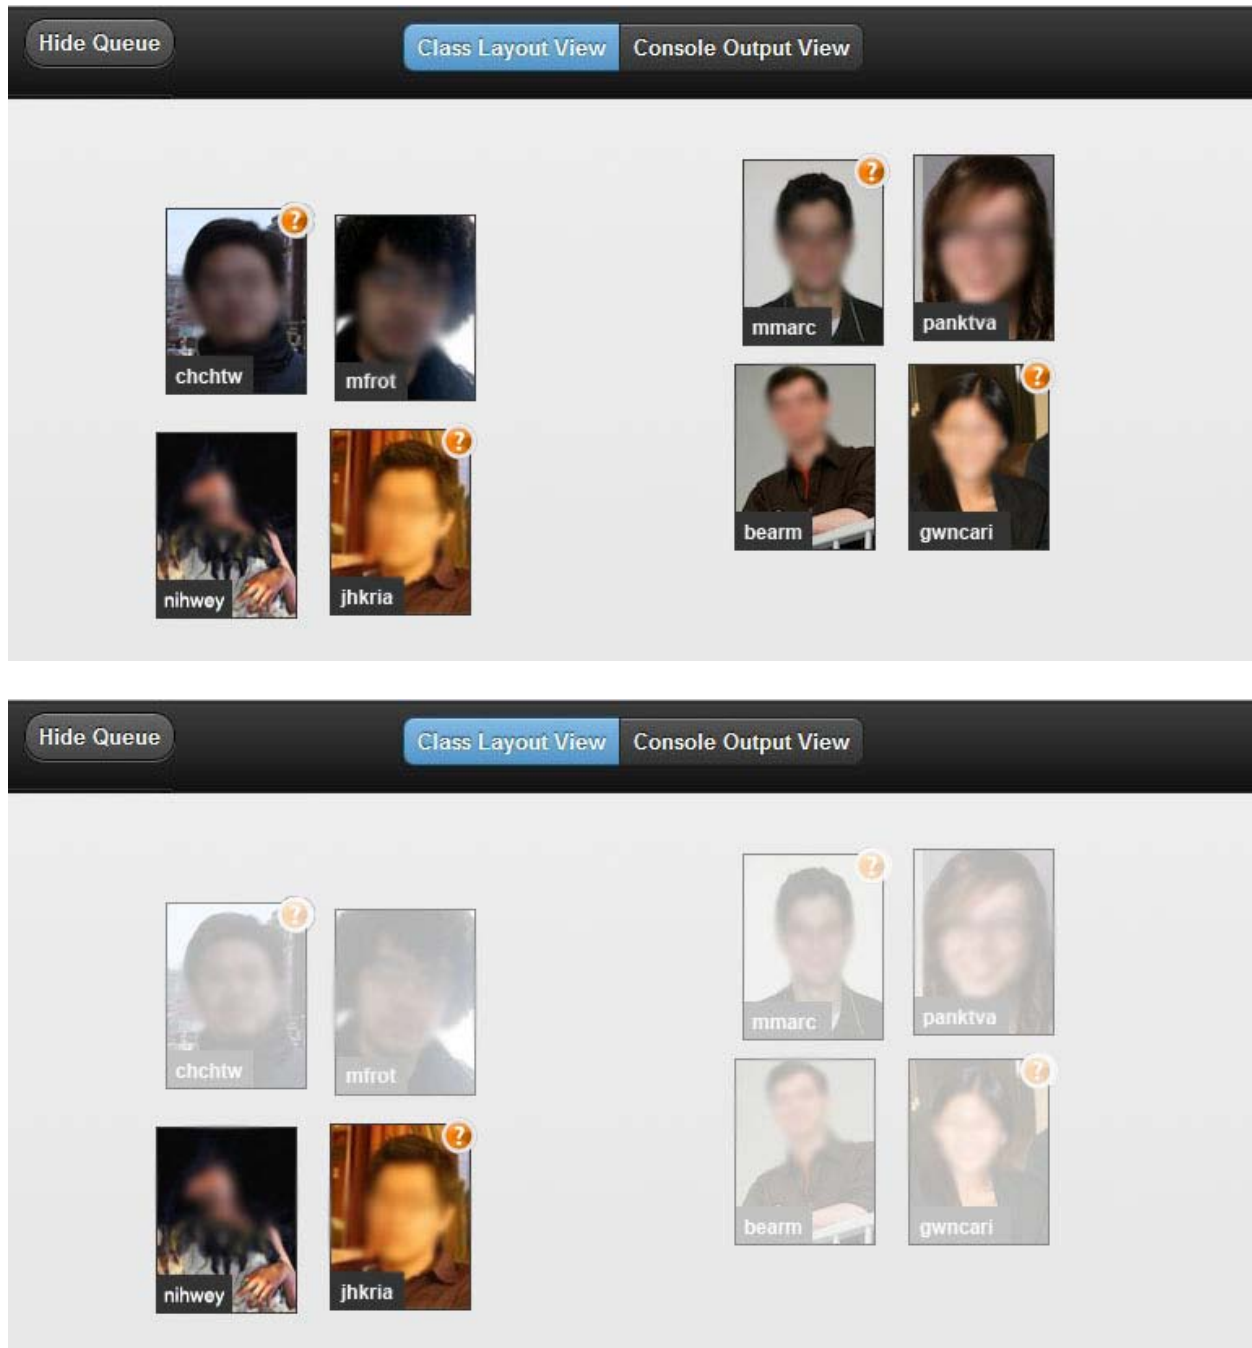 Hide Queue
Class Layout View Console Output View
?
?
chchtw
mfrot
mmarc
panktva
?
?
nihwey
jhkria
bearm
gwncari
Hide Queue
Class Layout View Console Output View
?
?
chchtw
mfrot
mmarc
panktva
?
?
nihwey
jhkria
bearm
gwncari